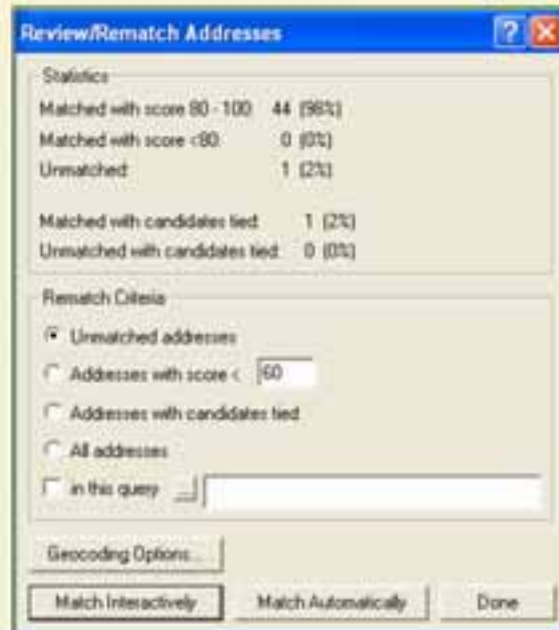 Review/Rematch Addresses
Statistics
Matched with score 80 - 100: 44 (98%)
Matched with score <80: 0 (0%)
Unmatched: 1 (2%)
Matched with candidates tied: 1 (2%)
Unmatched with candidates tied: 0 (0%)
Rematch Criteria
Unmatched addresses
Addresses with score < 60
Addresses with candidates tied
All addresses
in this query ...
Geocoding Options...
Match Interactively Match Automatically Done